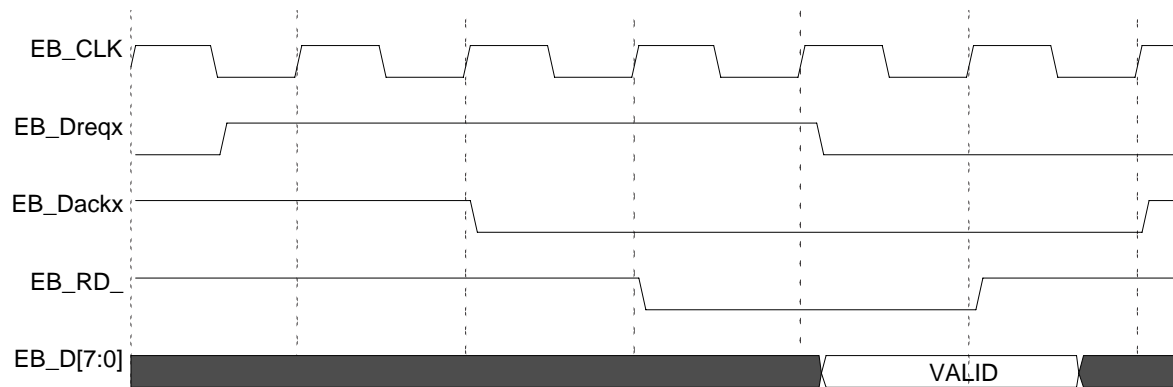 EB_CLK
EB_Dreqx
EB_Dackx
EB_RD_
EB_D[7:0]
VALID